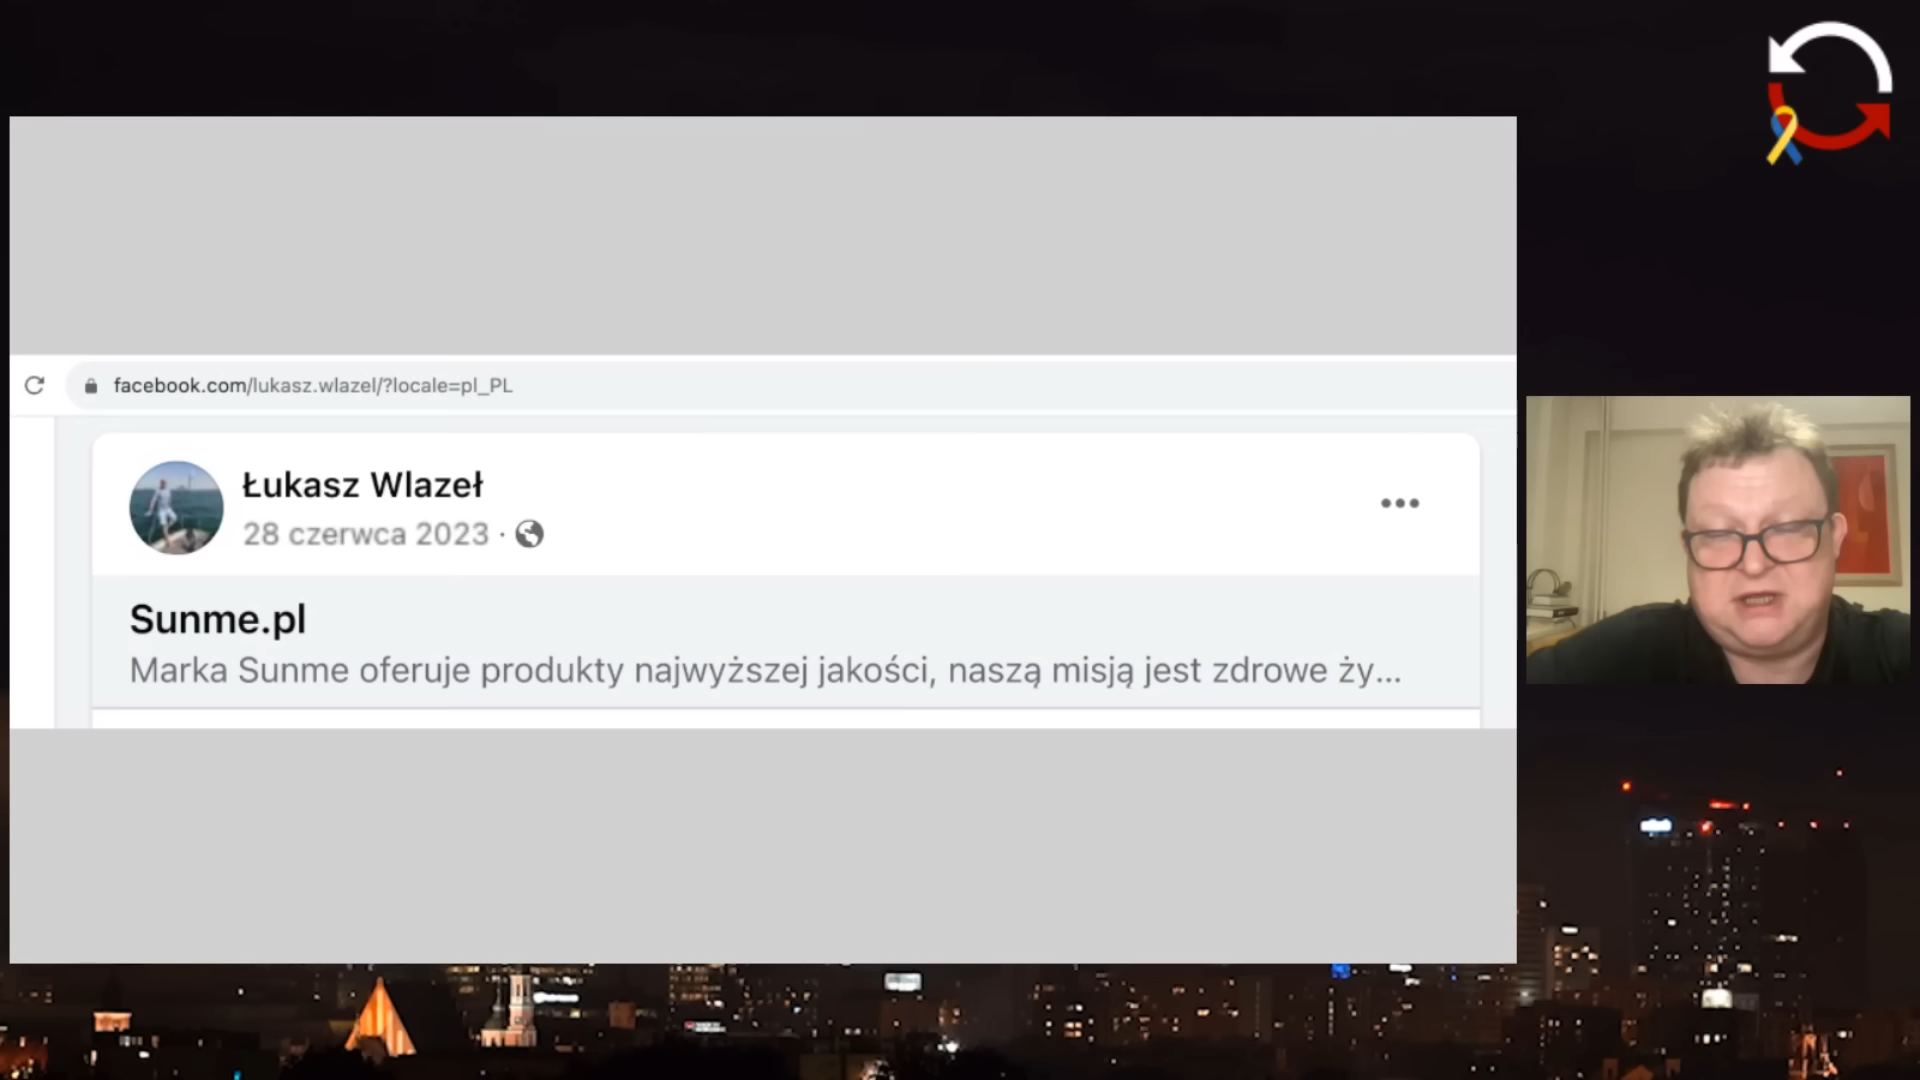 facebook.com/lukasz.wlazel/?locale=pl_PL
Łukasz Wlazeł
28 czerwca 2023 ·
Sunme.pl
Marka Sunme oferuje produkty najwyższej jakości, naszą misją jest zdrowe ży...